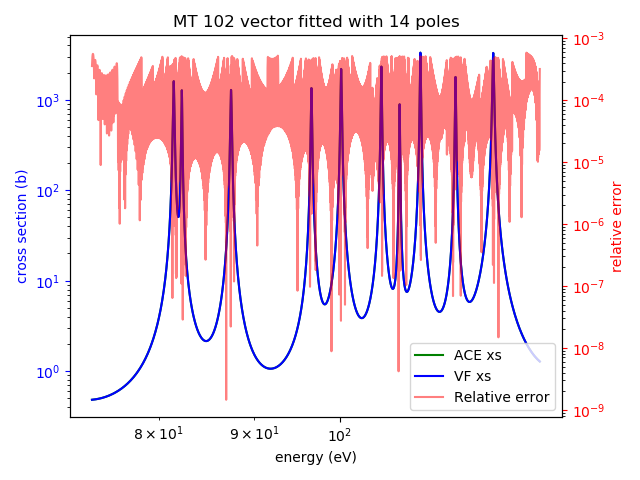 MT 102 vector fitted with 14 poles
cross section (b)
10³
10²
10¹
10⁰
10⁻³
10⁻⁴
10⁻⁵
10⁻⁶
10⁻⁷
10⁻⁸
10⁻⁹
relative error
ACE xs
VF xs
Relative error
8 × 10¹ 9 × 10¹ 10²
energy (eV)